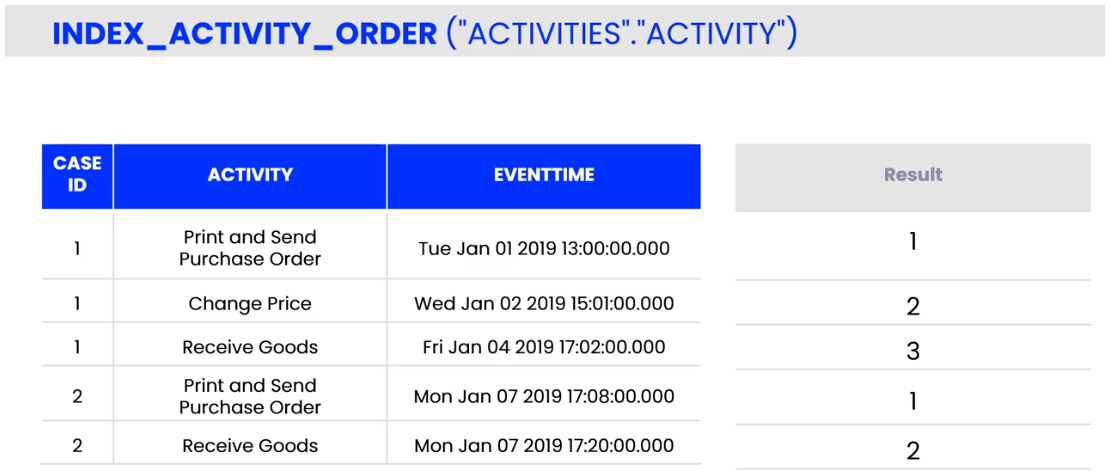 INDEX_ACTIVITY_ORDER ("ACTIVITIES"."ACTIVITY")
CASE ID ACTIVITY EVENTTIME Result
1 Print and Send Purchase Order Tue Jan 01 2019 13:00:00.000 1
1 Change Price Wed Jan 02 2019 15:01:00.000 2
1 Receive Goods Fri Jan 04 2019 17:02:00.000 3
2 Print and Send Purchase Order Mon Jan 07 2019 17:08:00.000 1
2 Receive Goods Mon Jan 07 2019 17:20:00.000 2